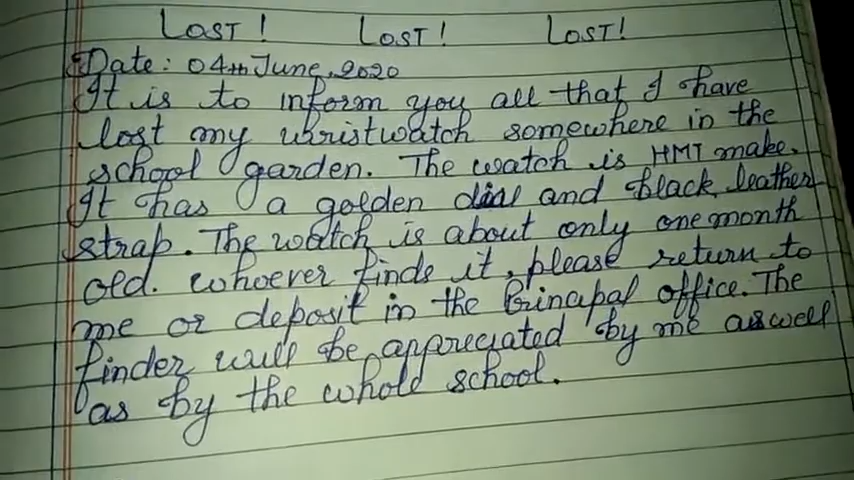 LOST! LOST! LOST!
Date: 04th June, 2020
It is to inform you all that I have
lost my wristwatch somewhere in the
school garden. The watch is HMT make.
It has a golden dial and black leather
strap. The watch is about only one month
old. whoever finds it, please return to
me or deposit in the Principal office. The
finder will be appreciated by me as well
as by the whole school.